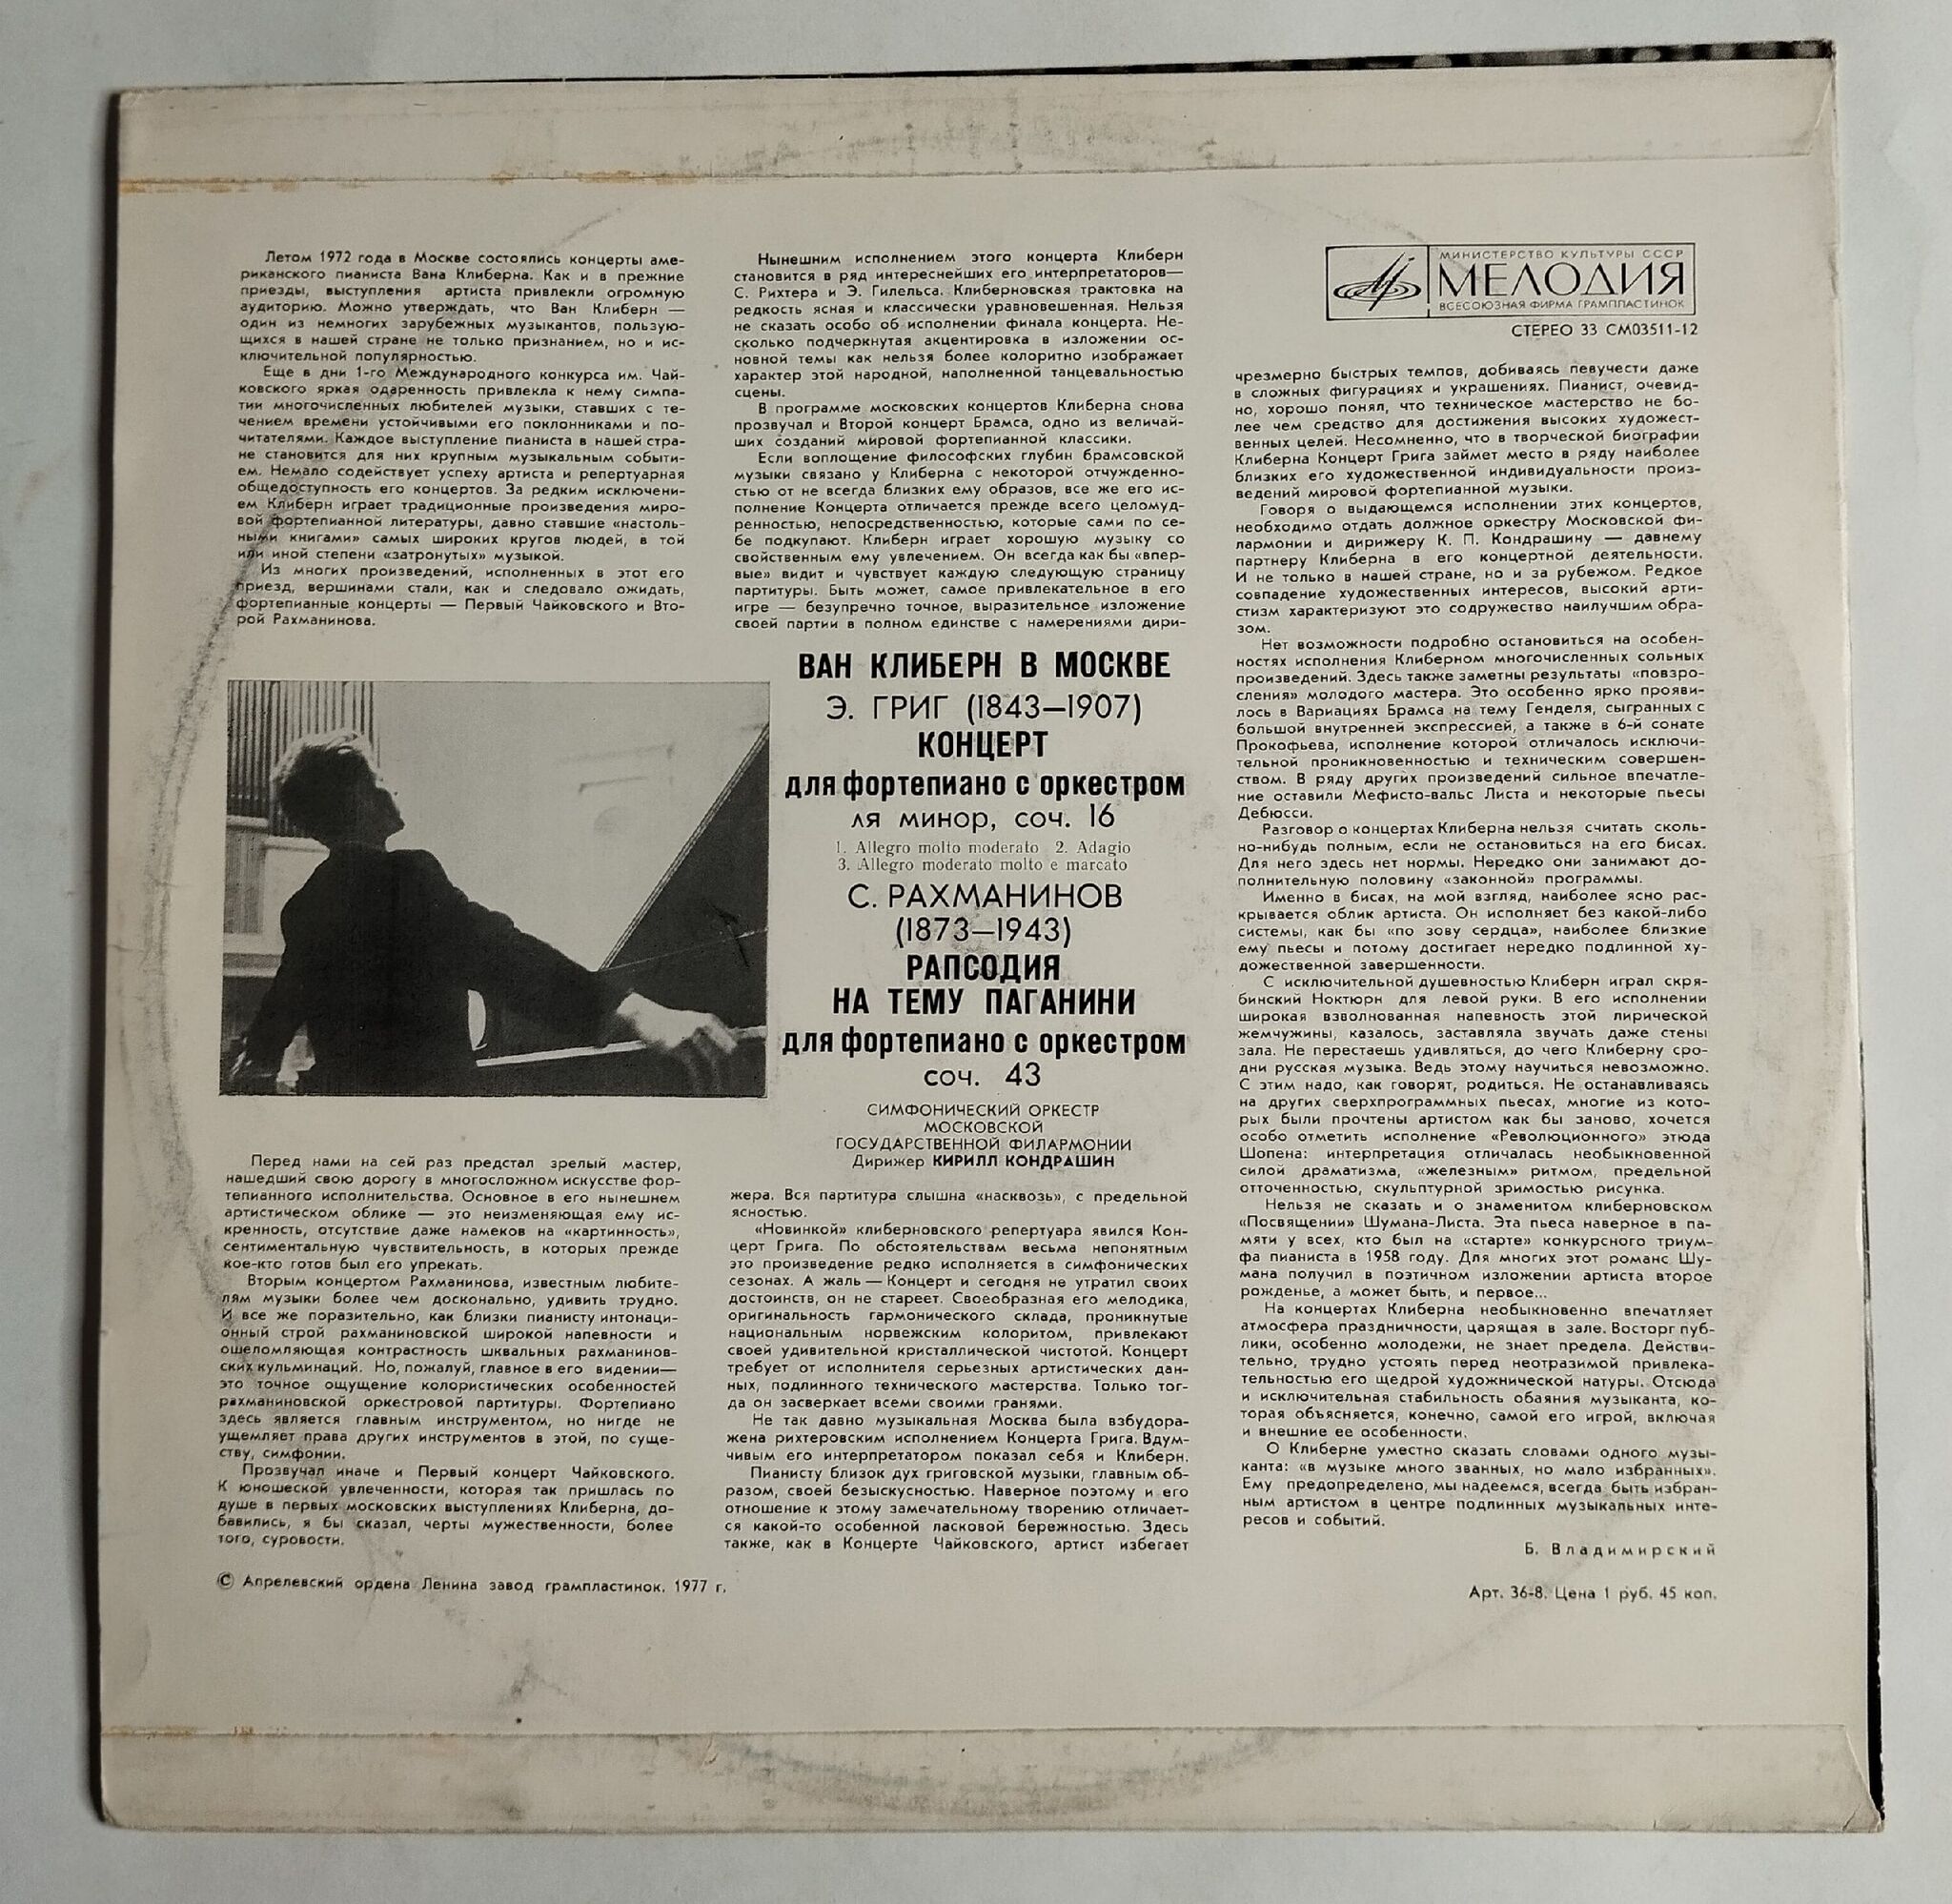 Летом 1972 года в Москве состоялись концерты аме-
риканского пианиста Вана Клиберна. Как и в прежние
приезды, выступления артиста привлекли огромную
аудиторию. Можно утверждать, что Ван Клиберн —
один из немногих зарубежных музыкантов, пользую-
щихся в нашей стране не только признанием, но и ис-
ключительной популярностью.
Еще в дни 1-го Международного конкурса им. Чай-
ковского яркая одаренность привлекла к нему симпа-
тии многочисленных любителей музыки, ставших с те-
чением времени устойчивыми его поклонниками и по-
читателями. Каждое выступление пианиста в нашей стра-
не становится для них крупным музыкальным событи-
ем. Немало содействует успеху артиста и репертуарная
общедоступность его концертов. За редким исключени-
ем Клиберн играет традиционные произведения миро-
вой фортепианной литературы, давно ставшие «настоль-
ными книгами» самых широких кругов людей, в той
или иной степени «затронутых» музыкой.
Из многих произведений, исполненных в этот его
приезд, вершинами стали, как и следовало ожидать,
фортепианные концерты — Первый Чайковского и Вто-
рой Рахманинова.
Перед нами на сей раз предстал зрелый мастер,
нашедший свою дорогу в многосложном искусстве фор-
тепианного исполнительства. Основное в его нынешнем
артистическом облике — это неизменяющая ему ис-
кренность, отсутствие даже намеков на «картинность»,
сентиментальную чувствительность, в которых прежде
кое-кто готов был его упрекать.
Вторым концертом Рахманинова, известным любите-
лям музыки более чем досконально, удивить трудно.
И все же поразительно, как близки пианисту интонаци-
онный строй рахманиновской широкой напевности и
ошеломляющая контрастность шквальных рахманинов-
ских кульминаций. Но, пожалуй, главное в его видении—
это точное ощущение колористических особенностей
рахманиновской оркестровой партитуры. Фортепиано
здесь является главным инструментом, но нигде не
ущемляет права других инструментов в этой, по суще-
ству, симфонии.
Прозвучал иначе и Первый концерт Чайковского.
К юношеской увлеченности, которая так пришлась по
душе в первых московских выступлениях Клиберна, до-
бавились, я бы сказал, черты мужественности, более
того, суровости.
© Апрелевский ордена Ленина завод грампластинок. 1977 г.
Нынешним исполнением этого концерта Клиберн
становится в ряд интереснейших его интерпретаторов—
С. Рихтера и Э. Гилельса. Клиберновская трактовка на
редкость ясная и классически уравновешенная. Нельзя
не сказать особо об исполнении финала концерта. Не-
сколько подчеркнутая акцентировка в изложении ос-
новной темы как нельзя более колоритно изображает
характер этой народной, наполненной танцевальностью
сцены.
В программе московских концертов Клиберна снова
прозвучал и Второй концерт Брамса, одно из величай-
ших созданий мировой фортепианной классики.
Если воплощение философских глубин брамсовской
музыки связано у Клиберна с некоторой отчужденно-
стью от не всегда близких ему образов, все же его ис-
полнение Концерта отличается прежде всего целомуд-
ренностью, непосредственностью, которые сами по се-
бе подкупают. Клиберн играет хорошую музыку со
свойственным ему увлечением. Он всегда как бы «впер-
вые» видит и чувствует каждую следующую страницу
партитуры. Быть может, самое привлекательное в его
игре — безупречно точное, выразительное изложение
своей партии в полном единстве с намерениями дири-
ВАН КЛИБЕРН В МОСКВЕ
Э. ГРИГ (1843—1907)
КОНЦЕРТ
для фортепиано с оркестром
ля минор, соч. 16
1. Allegro molto moderato 2. Adagio
3. Allegro moderato molto e marcato
С. РАХМАНИНОВ
(1873—1943)
РАПСОДИЯ
НА ТЕМУ ПАГАНИНИ
для фортепиано с оркестром
соч. 43
СИМФОНИЧЕСКИЙ ОРКЕСТР
МОСКОВСКОЙ
ГОСУДАРСТВЕННОЙ ФИЛАРМОНИИ
Дирижер КИРИЛЛ КОНДРАШИН
жера. Вся партитура слышна «насквозь», с предельной
ясностью.
«Новинкой» клиберновского репертуара явился Кон-
церт Грига. По обстоятельствам весьма непонятным
это произведение редко исполняется в симфонических
сезонах. А жаль — Концерт и сегодня не утратил своих
достоинств, он не стареет. Своеобразная его мелодика,
оригинальность гармонического склада, проникнутые
национальным норвежским колоритом, привлекают
своей удивительной кристаллической чистотой. Концерт
требует от исполнителя серьезных артистических дан-
ных, подлинного технического мастерства. Только тог-
да он засверкает всеми своими гранями.
Не так давно музыкальная Москва была взбудора-
жена рихтеровским исполнением Концерта Грига. Вдум-
чивым его интерпретатором показал себя и Клиберн.
Пианисту близок дух григовской музыки, главным об-
разом, своей безыскусностью. Наверное поэтому и его
отношение к этому замечательному творению отличает-
ся какой-то особенной ласковой бережностью. Здесь
также, как в Концерте Чайковского, артист избегает
МИНИСТЕРСТВО КУЛЬТУРЫ СССР
МЕЛОДИЯ
ВСЕСОЮЗНАЯ ФИРМА ГРАМПЛАСТИНОК
СТЕРЕО 33 СМ03511-12
чрезмерно быстрых темпов, добиваясь певучести даже
в сложных фигурациях и украшениях. Пианист, очевид-
но, хорошо понял, что техническое мастерство не бо-
лее чем средство для достижения высоких художест-
венных целей. Несомненно, что в творческой биографии
Клиберна Концерт Грига займет место в ряду наиболее
близких его художественной индивидуальности произ-
ведений мировой фортепианной музыки.
Говоря о выдающемся исполнении этих концертов,
необходимо отдать должное оркестру Московской фи-
лармонии и дирижеру К. П. Кондрашину — давнему
партнеру Клиберна в его концертной деятельности.
И не только в нашей стране, но и за рубежом. Редкое
совпадение художественных интересов, высокий арти-
стизм характеризуют это содружество наилучшим обра-
зом.
Нет возможности подробно остановиться на особен-
ностях исполнения Клиберном многочисленных сольных
произведений. Здесь также заметны результаты «повзро-
сления» молодого мастера. Это особенно ярко прояви-
лось в Вариациях Брамса на тему Генделя, сыгранных с
большой внутренней экспрессией, а также в 6-й сонате
Прокофьева, исполнение которой отличалось исключи-
тельной проникновенностью и техническим совершен-
ством. В ряду других произведений сильное впечатле-
ние оставили Мефисто-вальс Листа и некоторые пьесы
Дебюсси.
Разговор о концертах Клиберна нельзя считать сколь-
но-нибудь полным, если не остановиться на его бисах.
Для него здесь нет нормы. Нередко они занимают до-
полнительную половину «законной» программы.
Именно в бисах, на мой взгляд, наиболее ясно рас-
крывается облик артиста. Он исполняет без какой-либо
системы, как бы «по зову сердца», наиболее близкие
ему пьесы и потому достигает нередко подлинной ху-
дожественной завершенности.
С исключительной душевностью Клиберн играл скря-
бинский Ноктюрн для левой руки. В его исполнении
широкая взволнованная напевность этой лирической
жемчужины, казалось, заставляла звучать даже стены
зала. Не перестаешь удивляться, до чего Клиберну сро-
дни русская музыка. Ведь этому научиться невозможно.
С этим надо, как говорят, родиться. Не останавливаясь
на других сверхпрограммных пьесах, многие из кото-
рых были прочтены артистом как бы заново, хочется
особо отметить исполнение «Революционного» этюда
Шопена: интерпретация отличалась необыкновенной
силой драматизма, «железным» ритмом, предельной
отточенностью, скульптурной зримостью рисунка.
Нельзя не сказать и о знаменитом клиберновском
«Посвящении» Шумана-Листа. Эта пьеса наверное в па-
мяти у всех, кто был на «старте» конкурсного триум-
фа пианиста в 1958 году. Для многих этот романс Шу-
мана получил в поэтичном изложении артиста второе
рожденье, а может быть, и первое...
На концертах Клиберна необыкновенно впечатляет
атмосфера праздничности, царящая в зале. Восторг пуб-
лики, особенно молодежи, не знает предела. Действи-
тельно, трудно устоять перед неотразимой привлека-
тельностью его щедрой художнической натуры. Отсюда
и исключительная стабильность обаяния музыканта, ко-
торая объясняется, конечно, самой его игрой, включая
и внешние ее особенности.
О Клиберне уместно сказать словами одного музы-
канта: «в музыке много званных, но мало избранных».
Ему предопределено, мы надеемся, всегда быть избран-
ным артистом в центре подлинных музыкальных инте-
ресов и событий.
Б. Владимирский
Арт. 36-8. Цена 1 руб. 45 коп.